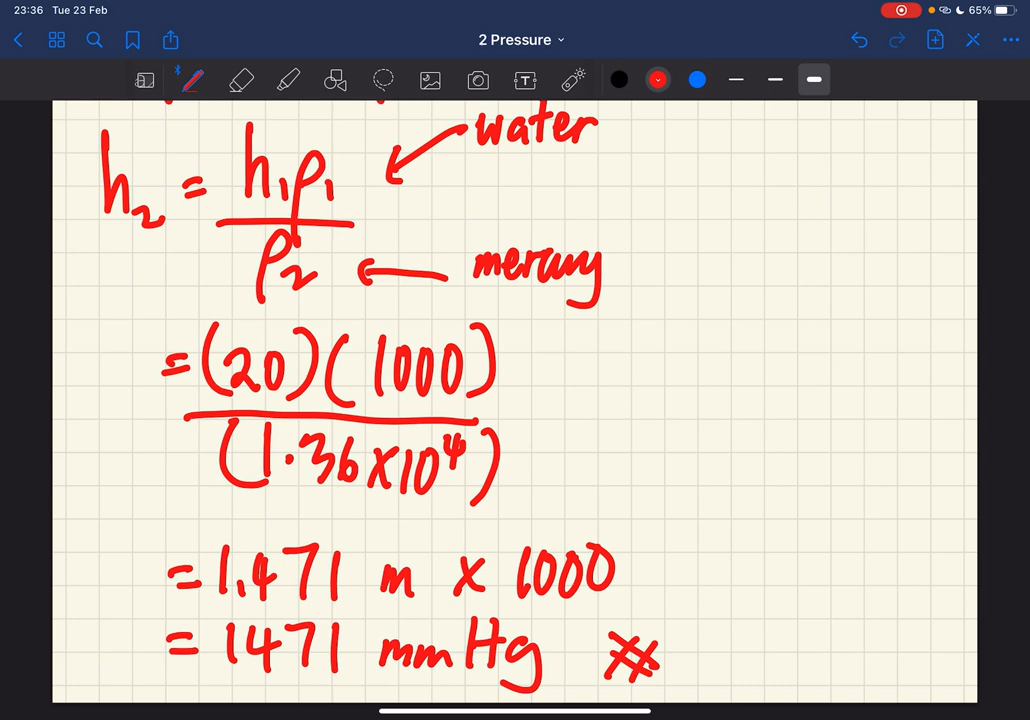 23:36 Tue 23 Feb 65%
2 Pressure
T
h₂ = h₁ρ₁ / ρ₂
water
mercury
= (20)(1000) / (1.36×10⁴)
= 1.471 m × 1000
= 1471 mmHg